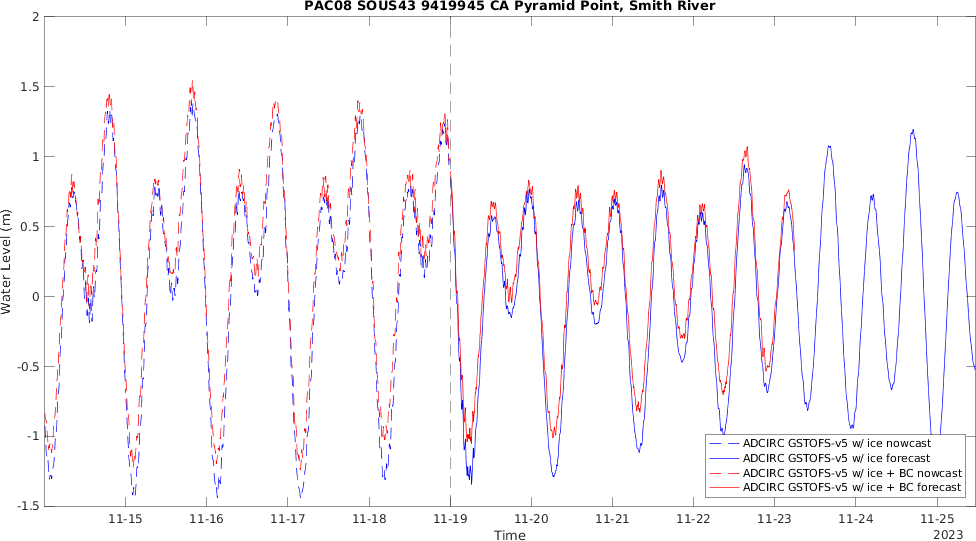 PAC08 SOUS43 9419945 CA Pyramid Point, Smith River
2
1.5
1
0.5
0
-0.5
-1
-1.5
Water Level (m)
11-15 11-16 11-17 11-18 11-19 11-20 11-21 11-22 11-23 11-24 11-25
Time
2023
ADCIRC GSTOFS-v5 w/ ice nowcast
ADCIRC GSTOFS-v5 w/ ice forecast
ADCIRC GSTOFS-v5 w/ ice + BC nowcast
ADCIRC GSTOFS-v5 w/ ice + BC forecast